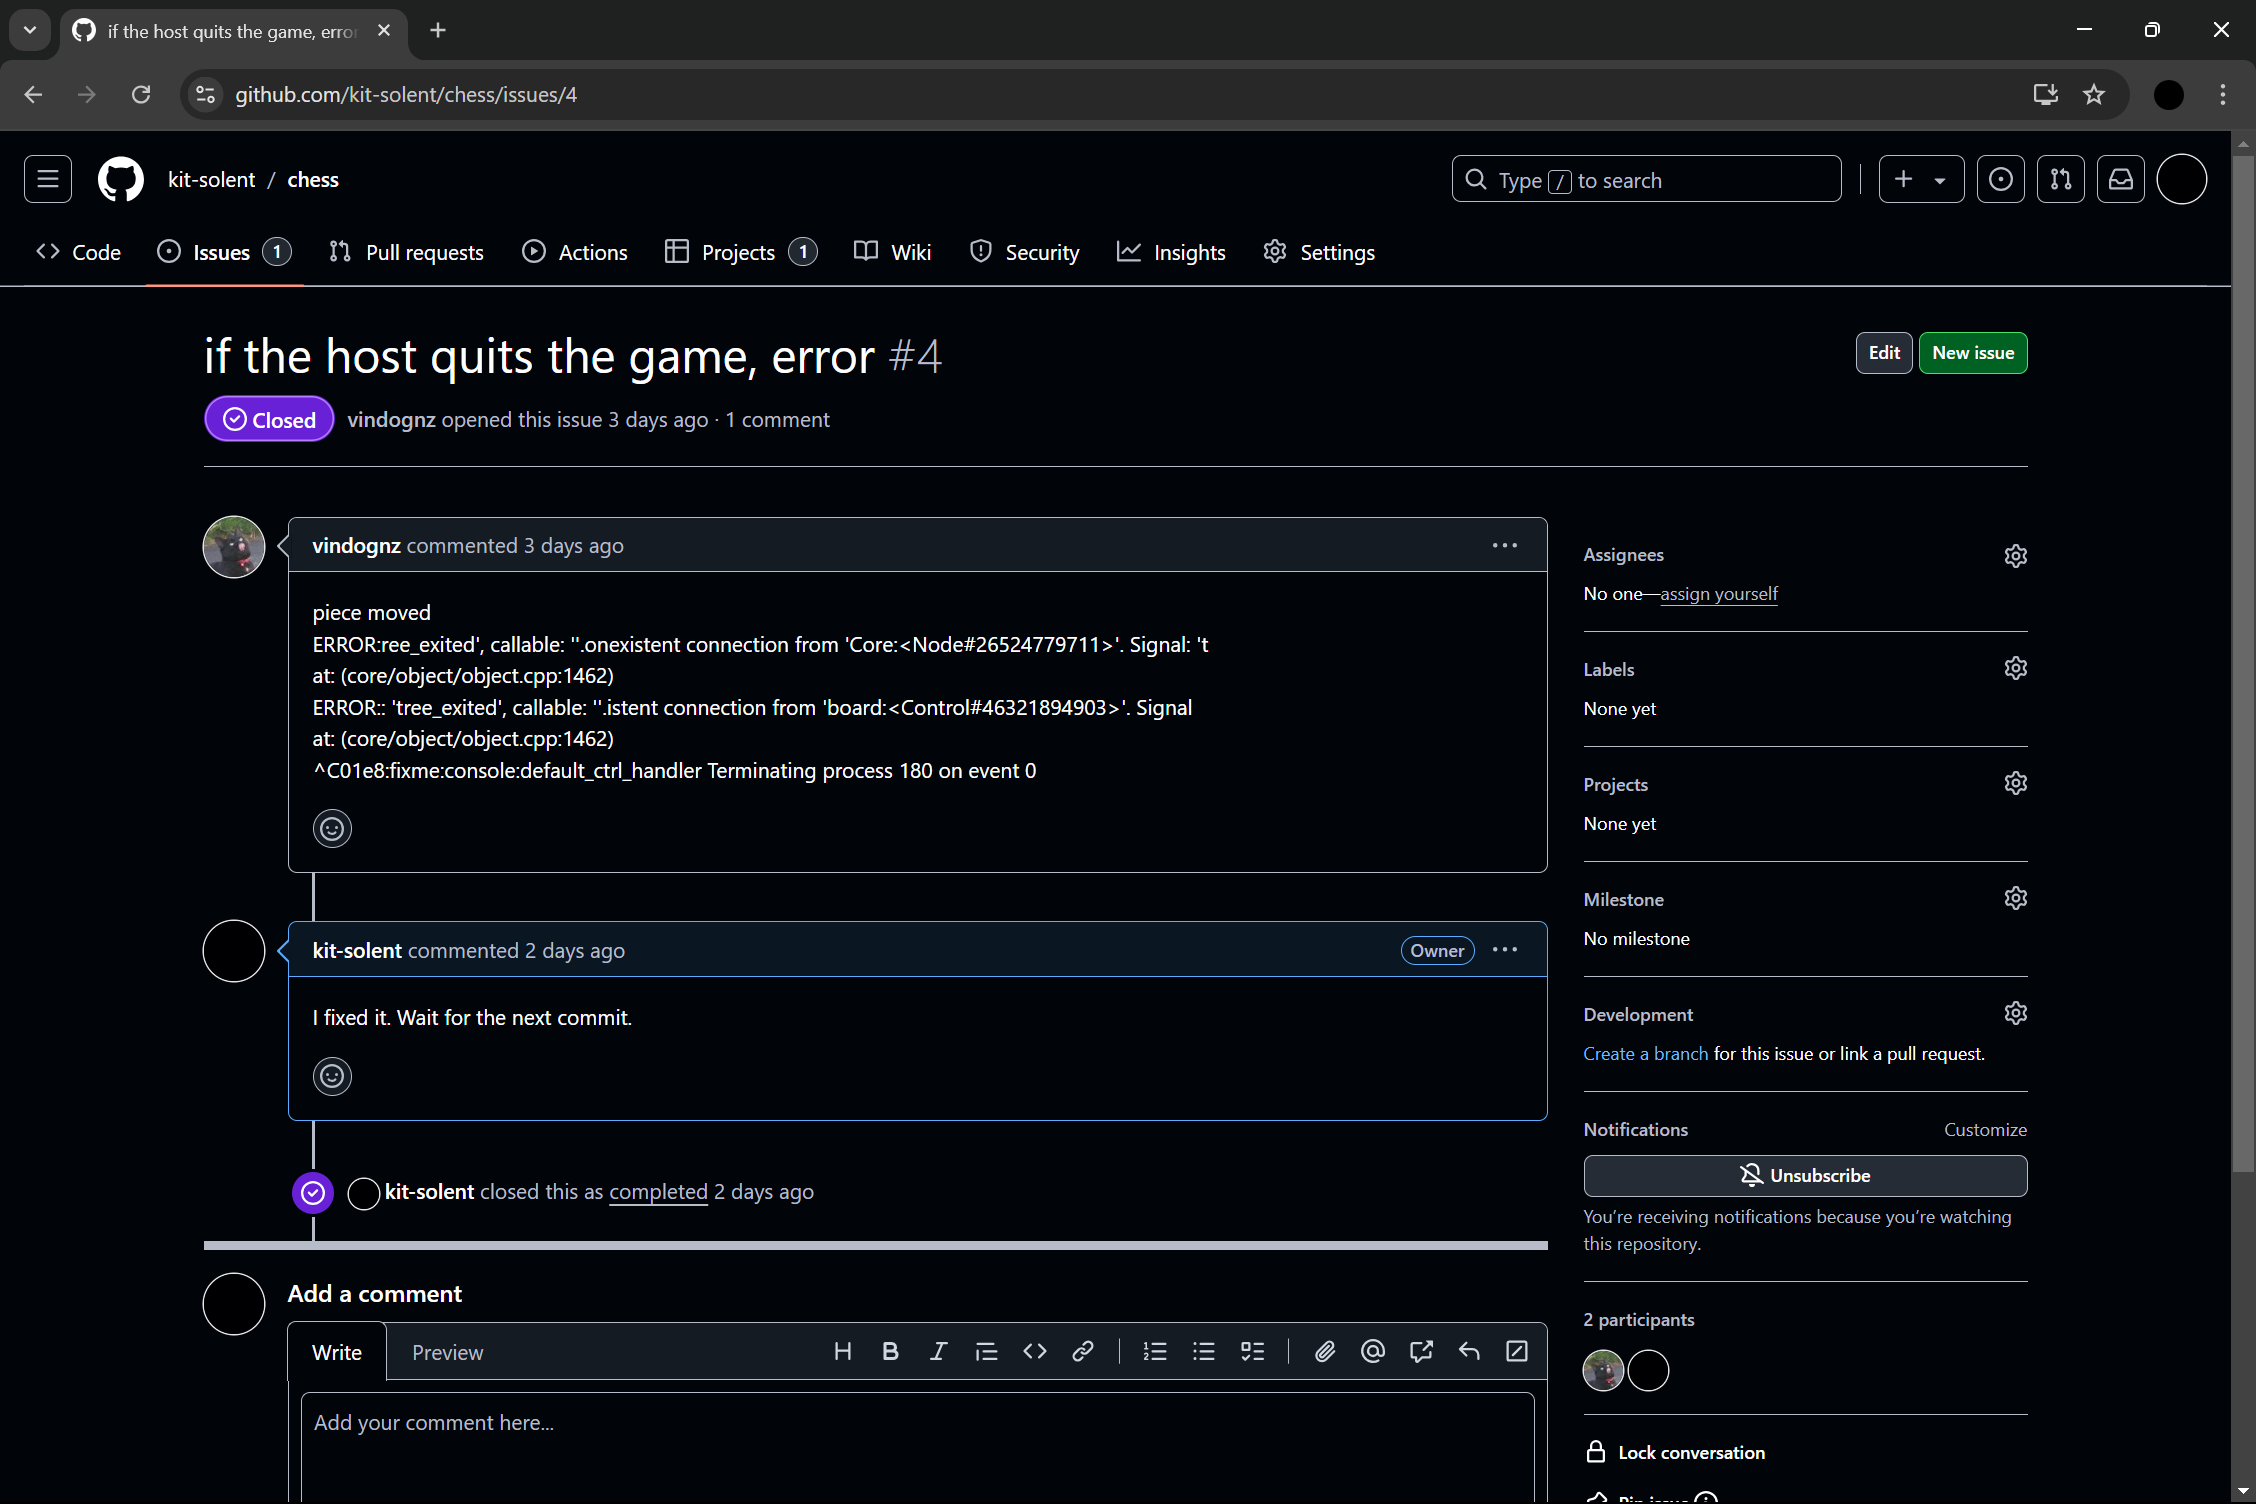 if the host quits the game, erro
github.com/kit-solent/chess/issues/4
kit-solent / chess
Type / to search
Code
Issues 1
Pull requests
Actions
Projects 1
Wiki
Security
Insights
Settings
if the host quits the game, error #4
Edit
New issue
Closed
vindognz opened this issue 3 days ago · 1 comment
vindognz commented 3 days ago
piece moved
ERROR:ree_exited', callable: ''.onexistent connection from 'Core:<Node#26524779711>'. Signal: 't
at: (core/object/object.cpp:1462)
ERROR:: 'tree_exited', callable: ''.istent connection from 'board:<Control#46321894903>'. Signal
at: (core/object/object.cpp:1462)
^C01e8:fixme:console:default_ctrl_handler Terminating process 180 on event 0
kit-solent commented 2 days ago
Owner
I fixed it. Wait for the next commit.
kit-solent closed this as completed 2 days ago
Add a comment
Write
Preview
Add your comment here...
Assignees
No one—assign yourself
Labels
None yet
Projects
None yet
Milestone
No milestone
Development
Create a branch for this issue or link a pull request.
Notifications
Customize
Unsubscribe
You're receiving notifications because you're watching
this repository.
2 participants
Lock conversation